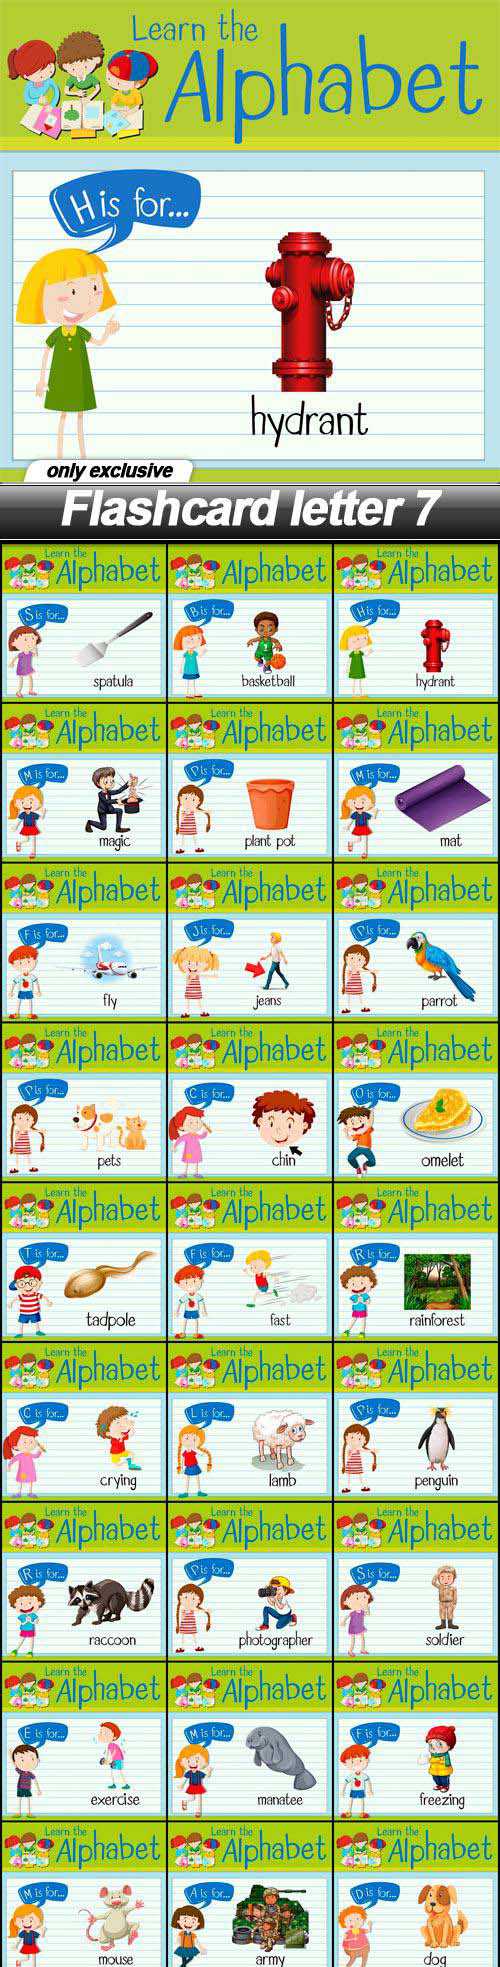 Learn the
Alphabet
H is for...
hydrant
only exclusive
Flashcard letter 7
Learn the
Alphabet
S is for...
spatula
Learn the
Alphabet
B is for...
basketball
Learn the
Alphabet
H is for...
hydrant
Learn the
Alphabet
M is for...
magic
Learn the
Alphabet
P is for...
plant pot
Learn the
Alphabet
M is for...
mat
Learn the
Alphabet
F is for...
fly
Learn the
Alphabet
J is for...
jeans
Learn the
Alphabet
P is for...
parrot
Learn the
Alphabet
P is for...
pets
Learn the
Alphabet
C is for...
chin
Learn the
Alphabet
O is for...
omelet
Learn the
Alphabet
T is for...
tadpole
Learn the
Alphabet
F is for...
fast
Learn the
Alphabet
R is for...
rainforest
Learn the
Alphabet
C is for...
crying
Learn the
Alphabet
L is for...
lamb
Learn the
Alphabet
P is for...
penguin
Learn the
Alphabet
R is for...
raccoon
Learn the
Alphabet
P is for...
photographer
Learn the
Alphabet
S is for...
soldier
Learn the
Alphabet
E is for...
exercise
Learn the
Alphabet
M is for...
manatee
Learn the
Alphabet
F is for...
freezing
Learn the
Alphabet
M is for...
mouse
Learn the
Alphabet
A is for...
army
Learn the
Alphabet
D is for...
dog